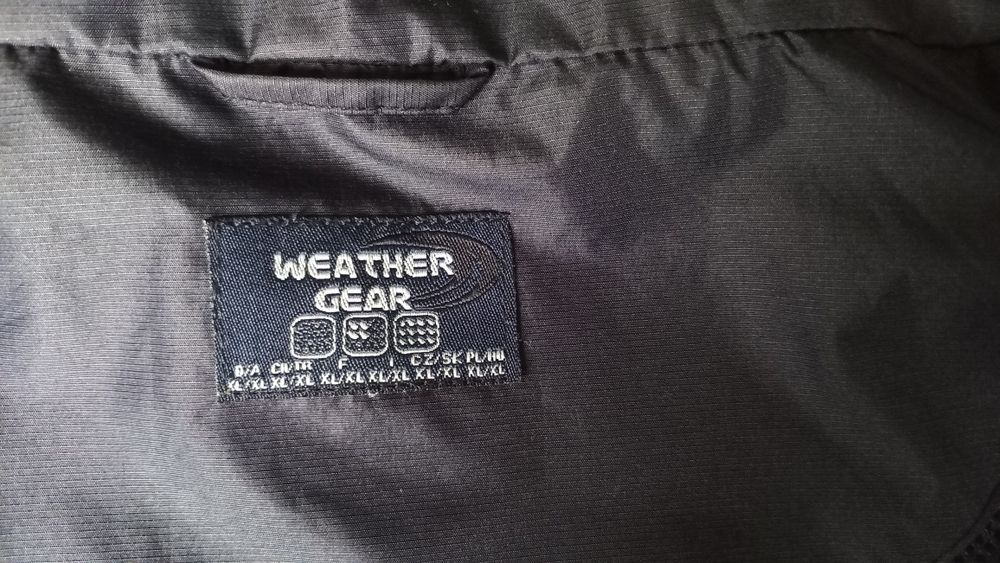 WEATHER
GEAR
D/A CH/TR F I CZ/SK PL/HU
XL/XL XL/XL XL/XL XL/XL XL/XL XL/XL